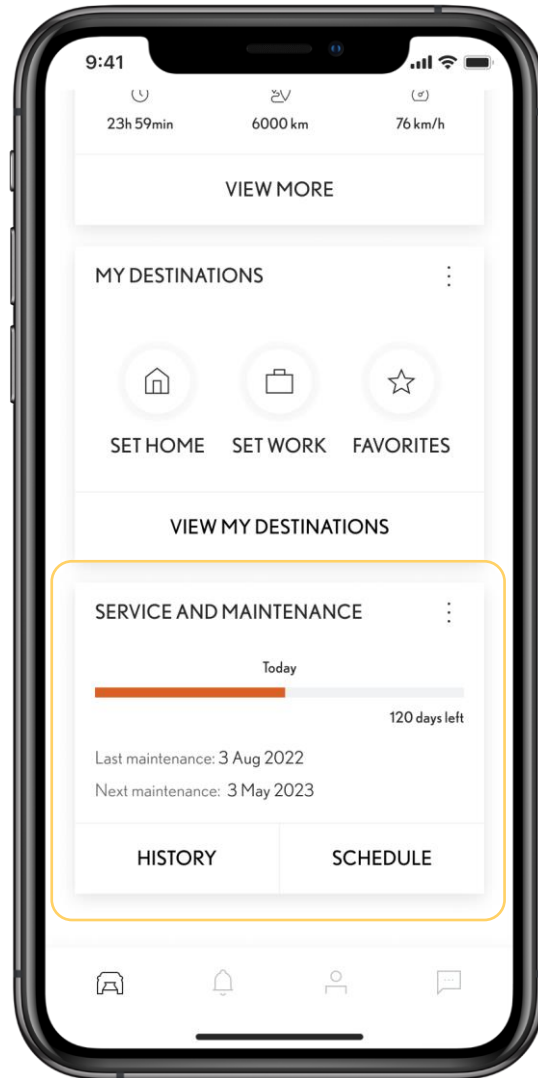 9:41
23h 59min 6000 km 76 km/h
VIEW MORE
MY DESTINATIONS
SET HOME SET WORK FAVORITES
VIEW MY DESTINATIONS
SERVICE AND MAINTENANCE
Today
120 days left
Last maintenance: 3 Aug 2022
Next maintenance: 3 May 2023
HISTORY SCHEDULE